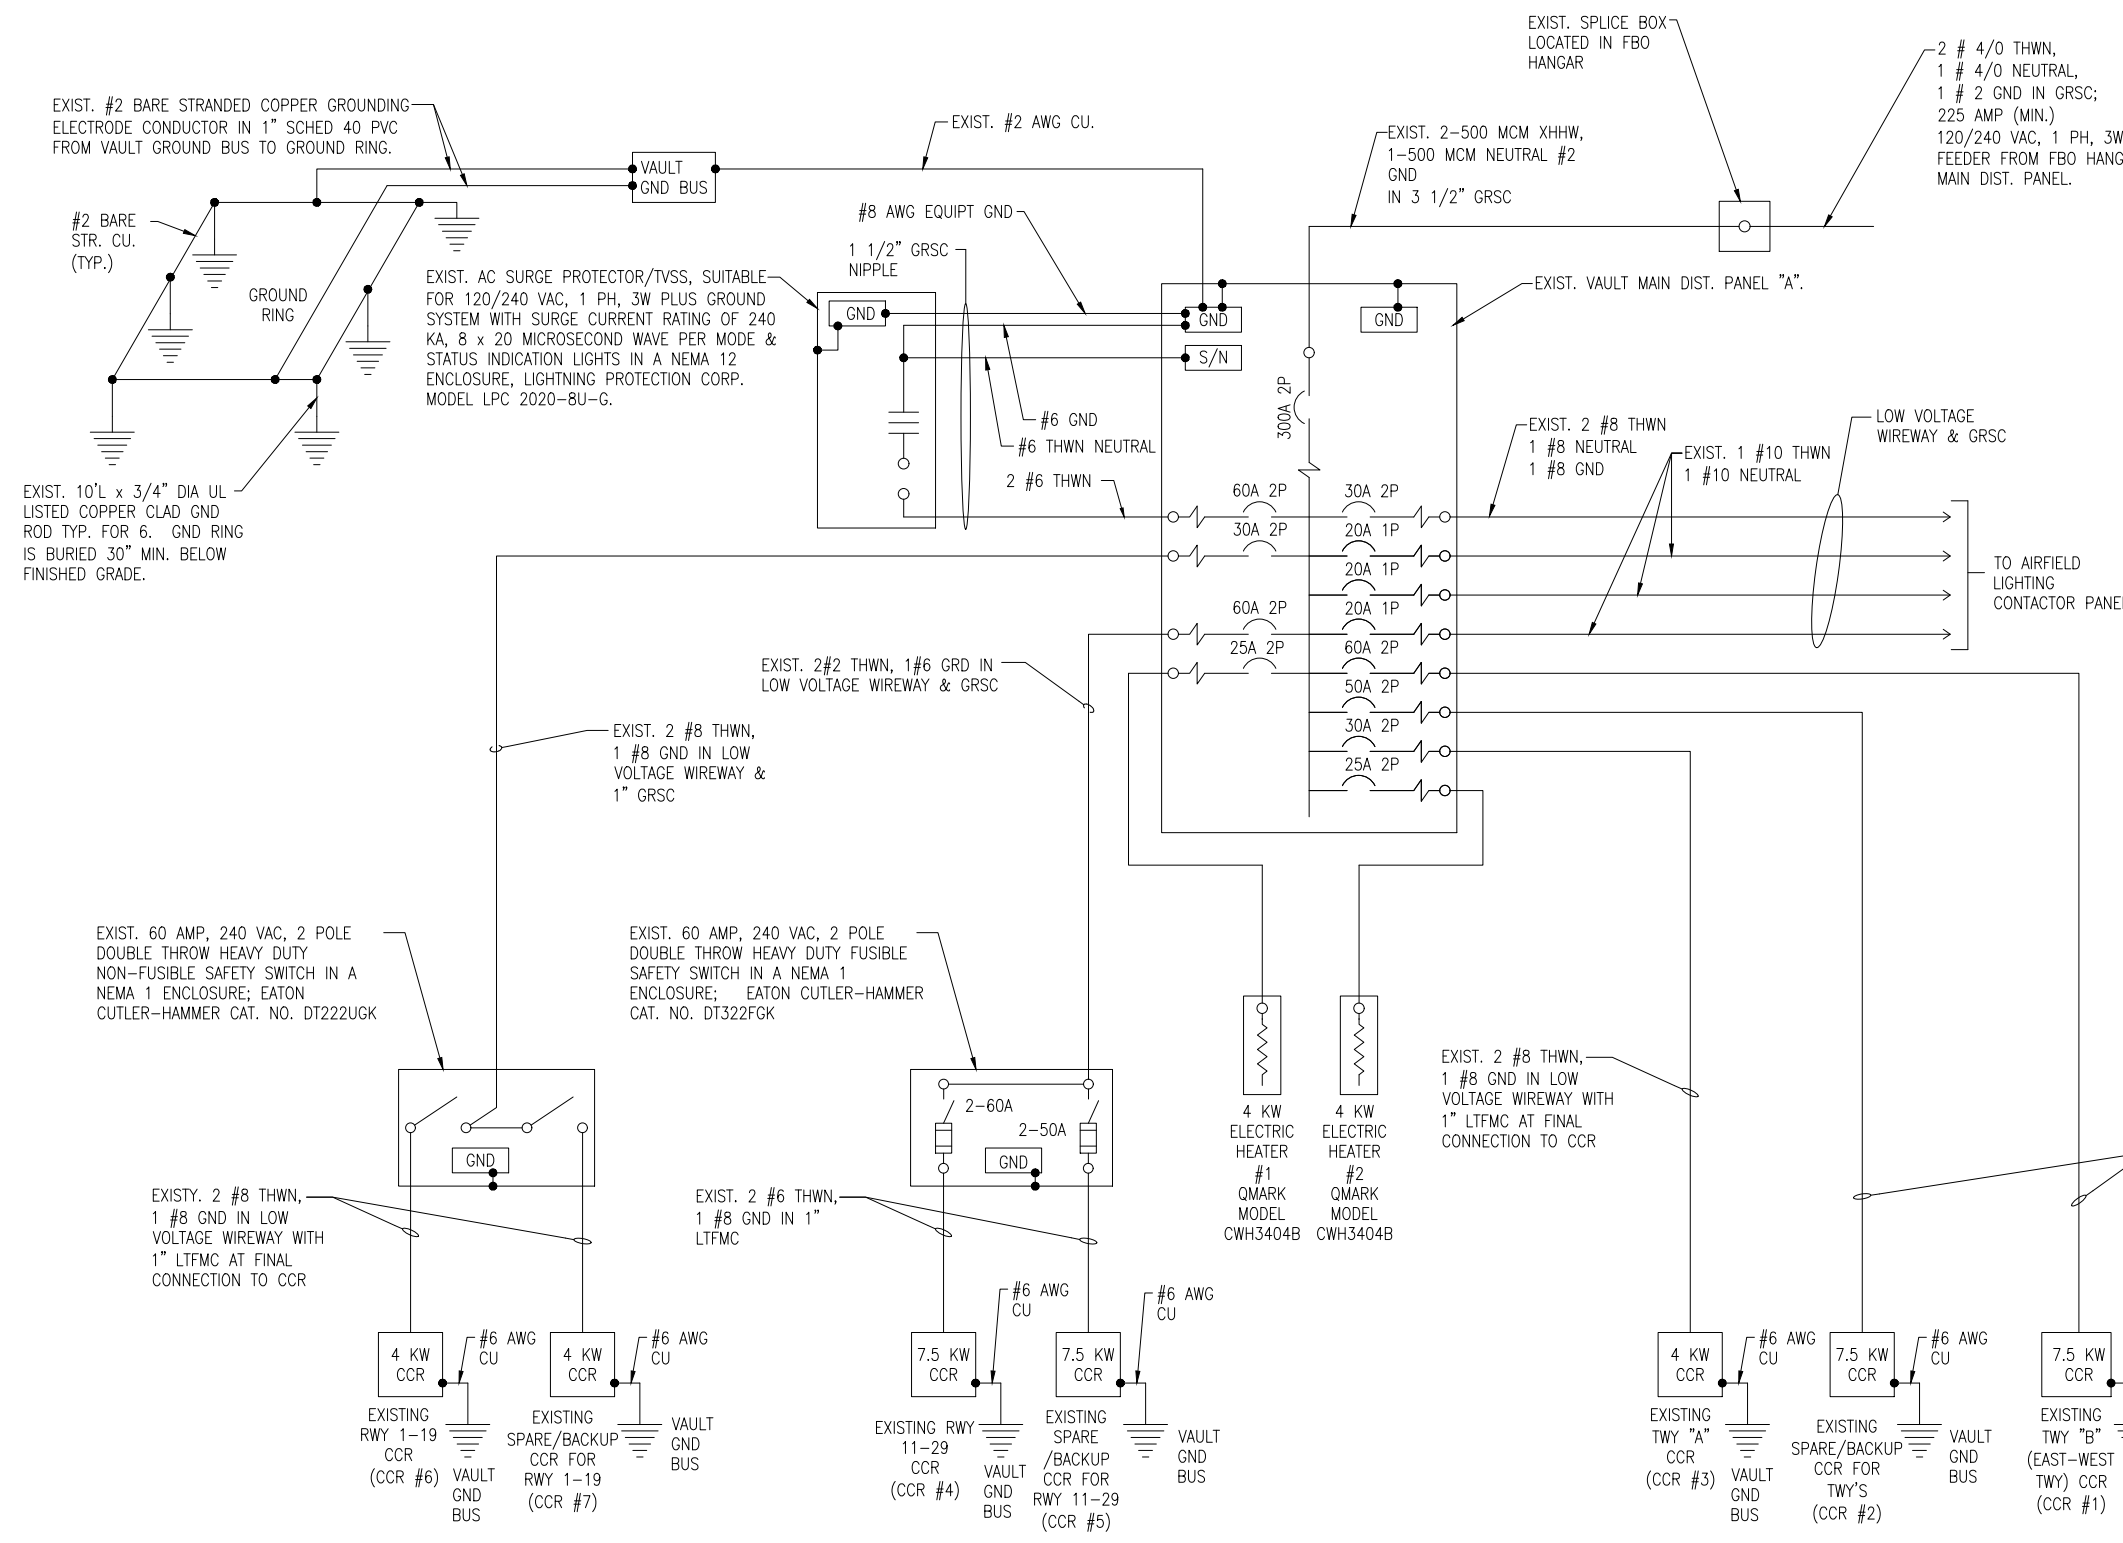 EXIST. SPLICE BOX
LOCATED IN FBO
HANGAR
2 # 4/0 THWN,
1 # 4/0 NEUTRAL,
1 # 2 GND IN GRSC;
225 AMP (MIN.)
120/240 VAC, 1 PH, 3W
FEEDER FROM FBO HANG
MAIN DIST. PANEL.
EXIST. #2 BARE STRANDED COPPER GROUNDING
ELECTRODE CONDUCTOR IN 1" SCHED 40 PVC
FROM VAULT GROUND BUS TO GROUND RING.
VAULT
GND BUS
EXIST. #2 AWG CU.
EXIST. 2-500 MCM XHHW,
1-500 MCM NEUTRAL #2
GND
IN 3 1/2" GRSC
#2 BARE
STR. CU.
(TYP.)
GROUND
RING
#8 AWG EQUIPT GND
1 1/2" GRSC
NIPPLE
EXIST. AC SURGE PROTECTOR/TVSS, SUITABLE
FOR 120/240 VAC, 1 PH, 3W PLUS GROUND
SYSTEM WITH SURGE CURRENT RATING OF 240
KA, 8 x 20 MICROSECOND WAVE PER MODE &
STATUS INDICATION LIGHTS IN A NEMA 12
ENCLOSURE, LIGHTNING PROTECTION CORP.
MODEL LPC 2020-8U-G.
GND
GND
S/N
GND
EXIST. VAULT MAIN DIST. PANEL "A".
300A 2P
#6 GND
#6 THWN NEUTRAL
2 #6 THWN
EXIST. 2 #8 THWN
1 #8 NEUTRAL
1 #8 GND
EXIST. 1 #10 THWN
1 #10 NEUTRAL
LOW VOLTAGE
WIREWAY & GRSC
EXIST. 10'L x 3/4" DIA UL
LISTED COPPER CLAD GND
ROD TYP. FOR 6. GND RING
IS BURIED 30" MIN. BELOW
FINISHED GRADE.
60A 2P
30A 2P
30A 2P
20A 1P
20A 1P
60A 2P
20A 1P
25A 2P
60A 2P
50A 2P
30A 2P
25A 2P
TO AIRFIELD
LIGHTING
CONTACTOR PANEL
EXIST. 2#2 THWN, 1#6 GRD IN
LOW VOLTAGE WIREWAY & GRSC
EXIST. 2 #8 THWN,
1 #8 GND IN LOW
VOLTAGE WIREWAY &
1" GRSC
EXIST. 60 AMP, 240 VAC, 2 POLE
DOUBLE THROW HEAVY DUTY
NON-FUSIBLE SAFETY SWITCH IN A
NEMA 1 ENCLOSURE; EATON
CUTLER-HAMMER CAT. NO. DT222UGK
EXIST. 60 AMP, 240 VAC, 2 POLE
DOUBLE THROW HEAVY DUTY FUSIBLE
SAFETY SWITCH IN A NEMA 1
ENCLOSURE; EATON CUTLER-HAMMER
CAT. NO. DT322FGK
GND
2-60A
2-50A
GND
4 KW
ELECTRIC
HEATER
#1
QMARK
MODEL
CWH3404B
4 KW
ELECTRIC
HEATER
#2
QMARK
MODEL
CWH3404B
EXIST. 2 #8 THWN,
1 #8 GND IN LOW
VOLTAGE WIREWAY WITH
1" LTFMC AT FINAL
CONNECTION TO CCR
EXISTY. 2 #8 THWN,
1 #8 GND IN LOW
VOLTAGE WIREWAY WITH
1" LTFMC AT FINAL
CONNECTION TO CCR
EXIST. 2 #6 THWN,
1 #8 GND IN 1"
LTFMC
4 KW
CCR
#6 AWG
CU
EXISTING
RWY 1-19
CCR
(CCR #6)
VAULT
GND
BUS
4 KW
CCR
#6 AWG
CU
EXISTING
SPARE/BACKUP
CCR FOR
RWY 1-19
(CCR #7)
VAULT
GND
BUS
7.5 KW
CCR
#6 AWG
CU
EXISTING RWY
11-29
CCR
(CCR #4)
VAULT
GND
BUS
7.5 KW
CCR
#6 AWG
CU
EXISTING
SPARE
/BACKUP
CCR FOR
RWY 11-29
(CCR #5)
VAULT
GND
BUS
4 KW
CCR
#6 AWG
CU
EXISTING
TWY "A"
CCR
(CCR #3)
VAULT
GND
BUS
7.5 KW
CCR
#6 AWG
CU
EXISTING
SPARE/BACKUP
CCR FOR
TWY'S
(CCR #2)
VAULT
GND
BUS
7.5 KW
CCR
EXISTING
TWY "B"
(EAST-WEST
TWY) CCR
(CCR #1)